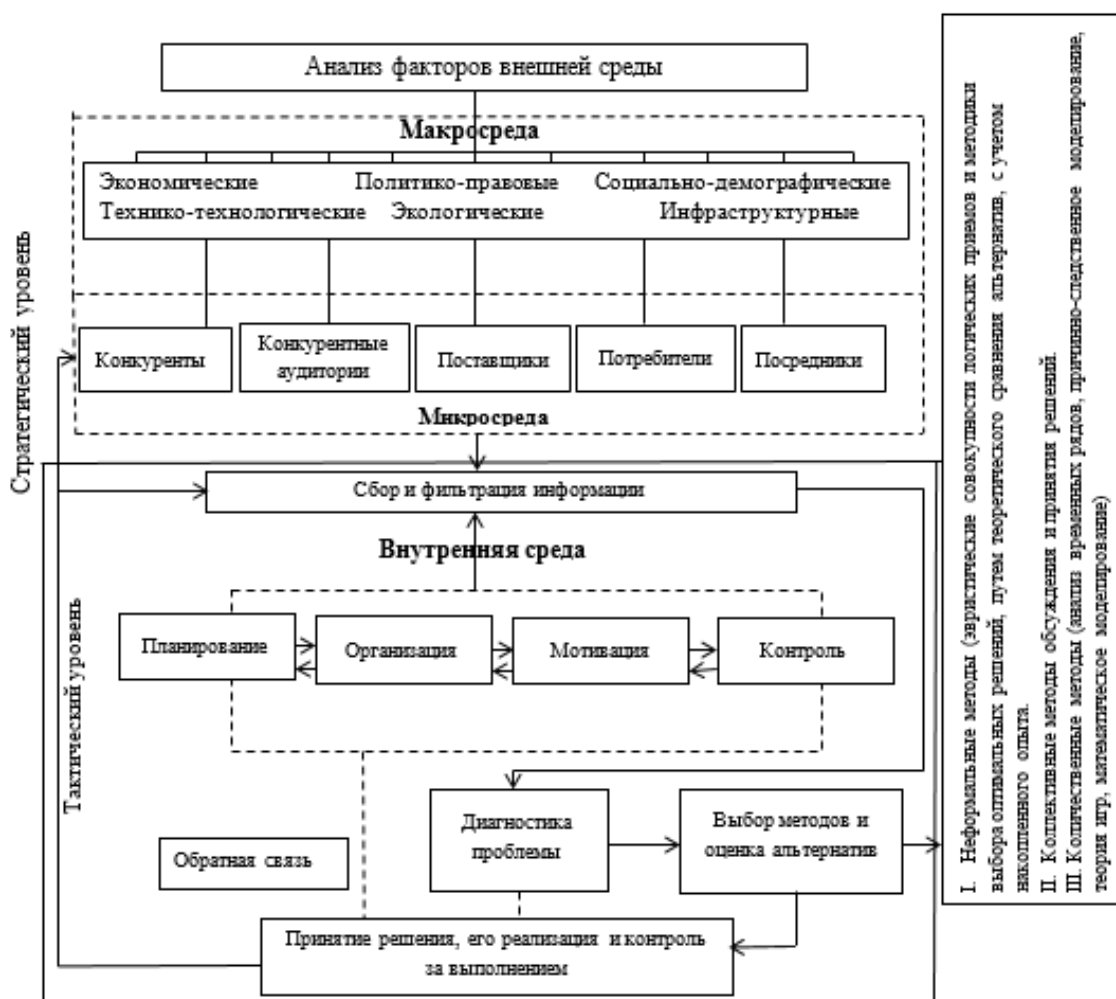 Анализ факторов внешней среды
Макросреда
Экономические Политико-правовые Социально-демографические
Технико-технологические Экологические Инфраструктурные
Стратегический уровень
Конкуренты
Конкурентные
аудитории
Поставщики
Потребители
Посредники
Микросреда
Сбор и фильтрация информации
Внутренняя среда
Тактический уровень
Планирование
Организация
Мотивация
Контроль
Диагностика
проблемы
Выбор методов и
оценка альтернатив
Обратная связь
Принятие решения, его реализация и контроль
за выполнением
I. Неформальные методы (эвристические совокупности логических приемов и методики
выбора оптимальных решений, путем теоретического сравнения альтернатив, с учетом
накопленного опыта.
II. Коллективные методы обсуждения и принятия решений.
III. Количественные методы (анализ временных рядов, причинно-следственное моделирование,
теория игр, математическое моделирование)